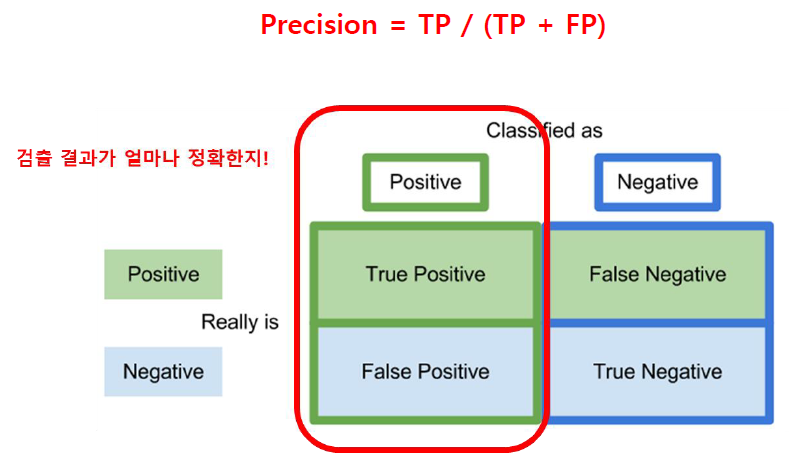 Precision = TP / (TP + FP)
Classified as
검출 결과가 얼마나 정확한지!
Positive
Negative
Positive
True Positive
False Negative
Really is
Negative
False Positive
True Negative